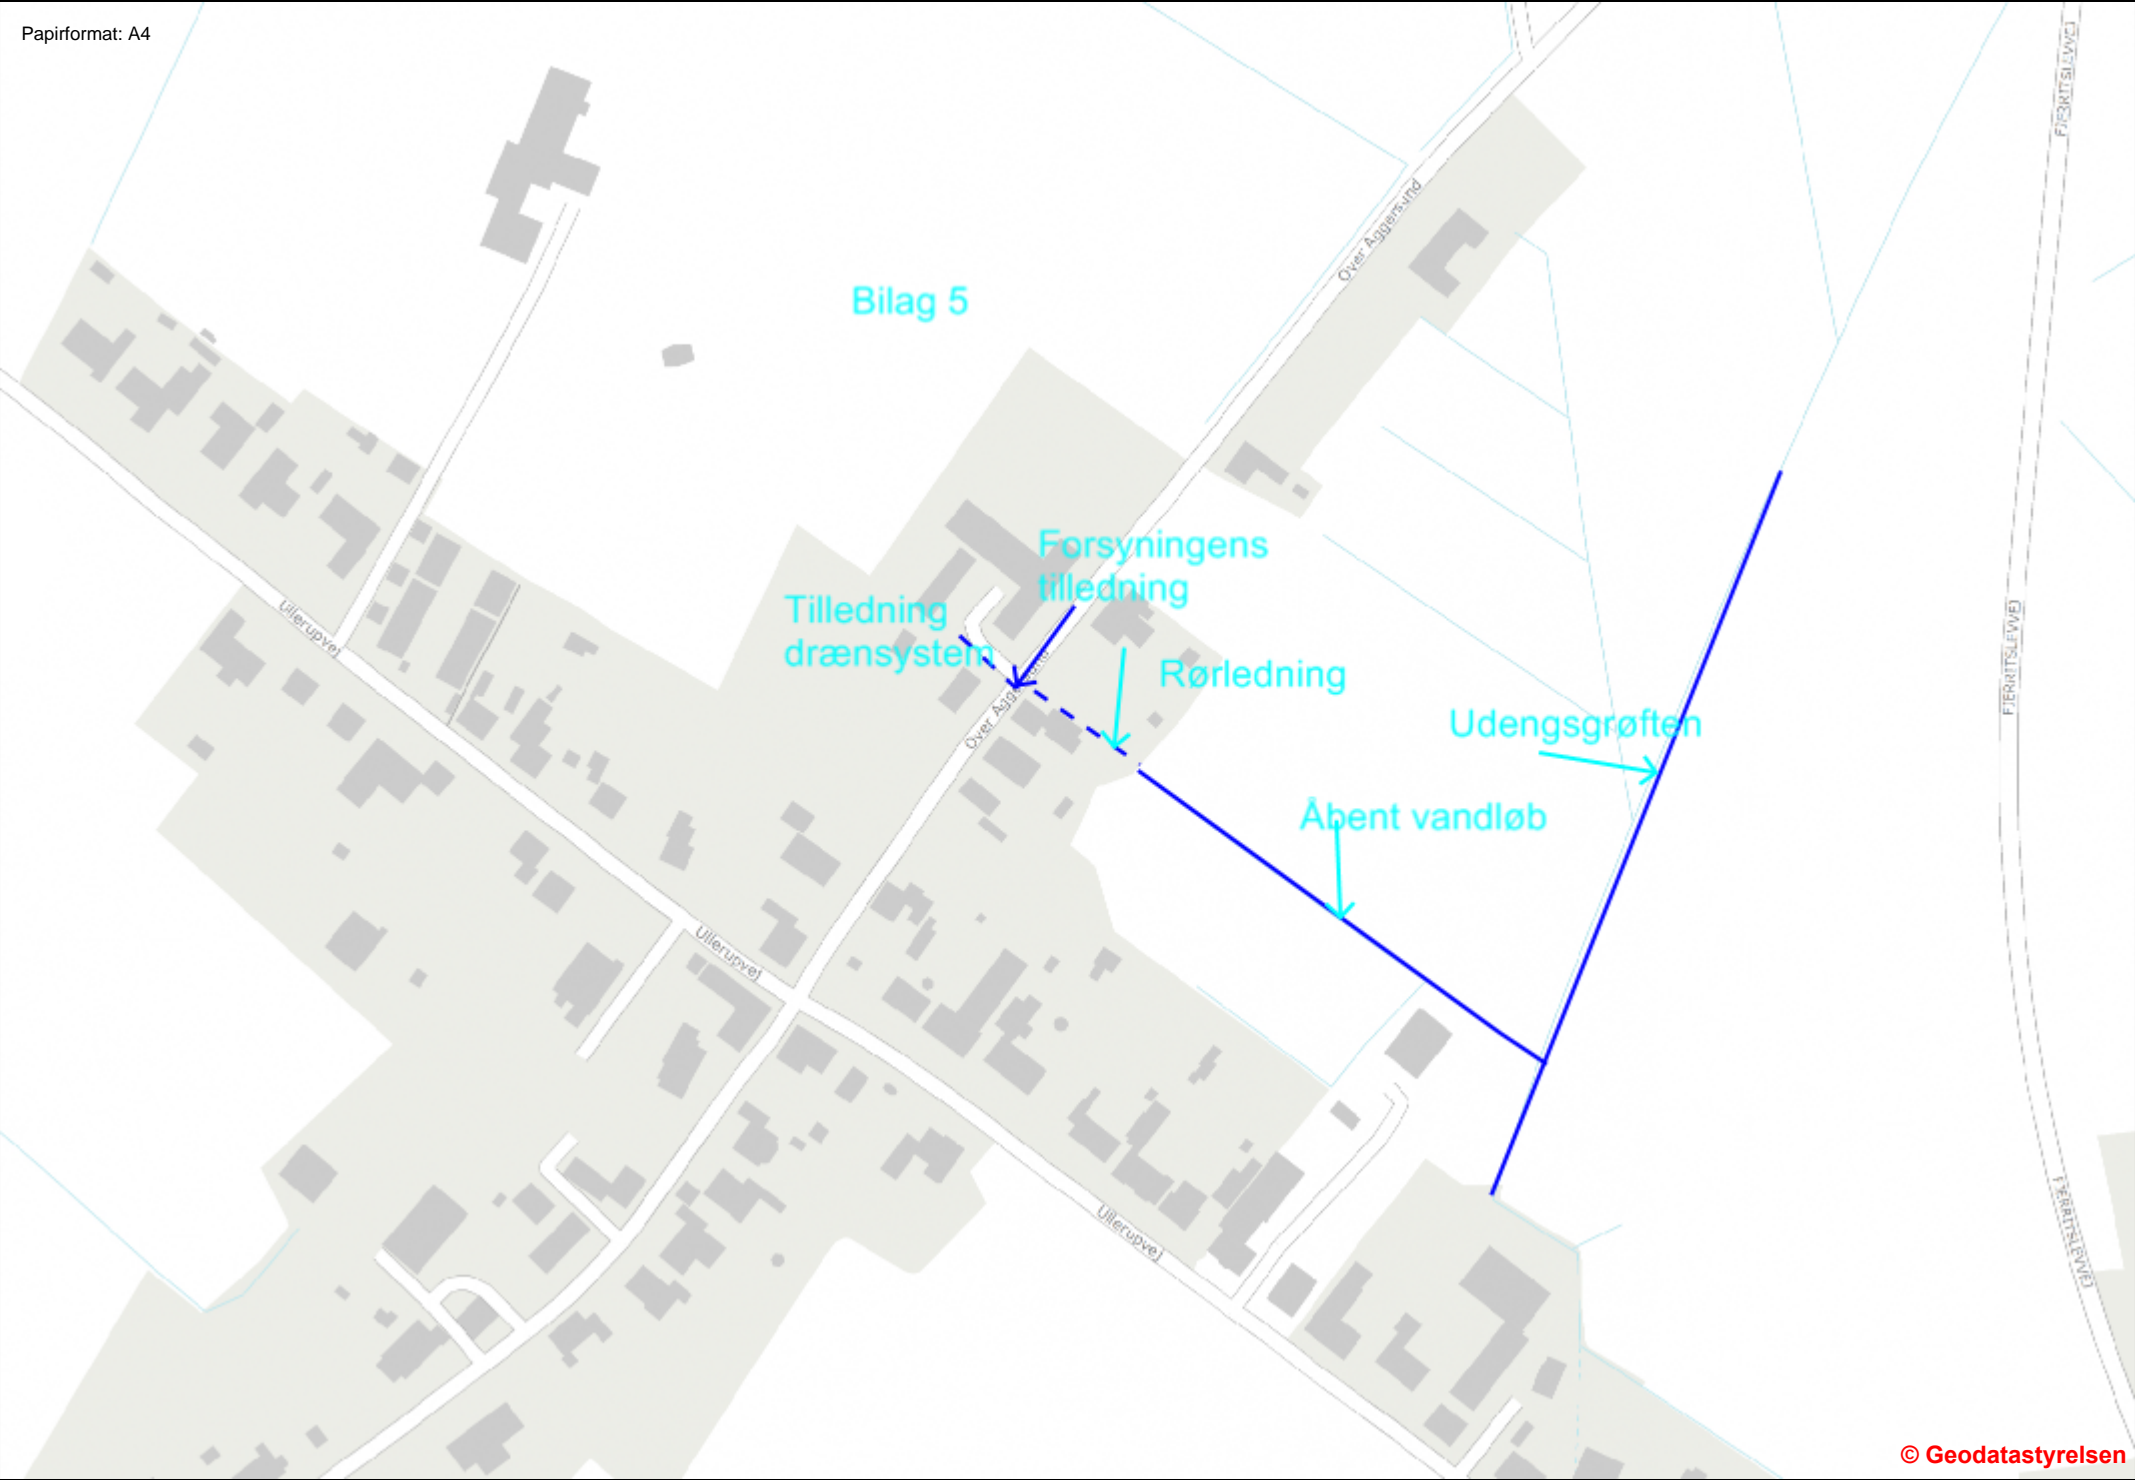 Papirformat: A4
FJERRITSLEVVEJ
Over Aggersund
Bilag 5
Forsyningens
tilledning
Tilledning
drænsystem
Ullerupvej
Rørledning
FJERRITSLEVVEJ
Udengsgrøften
Åbent vandløb
Ullerupvej
Ullerupvej
FJERRITSLEVVEJ
© Geodatastyrelsen